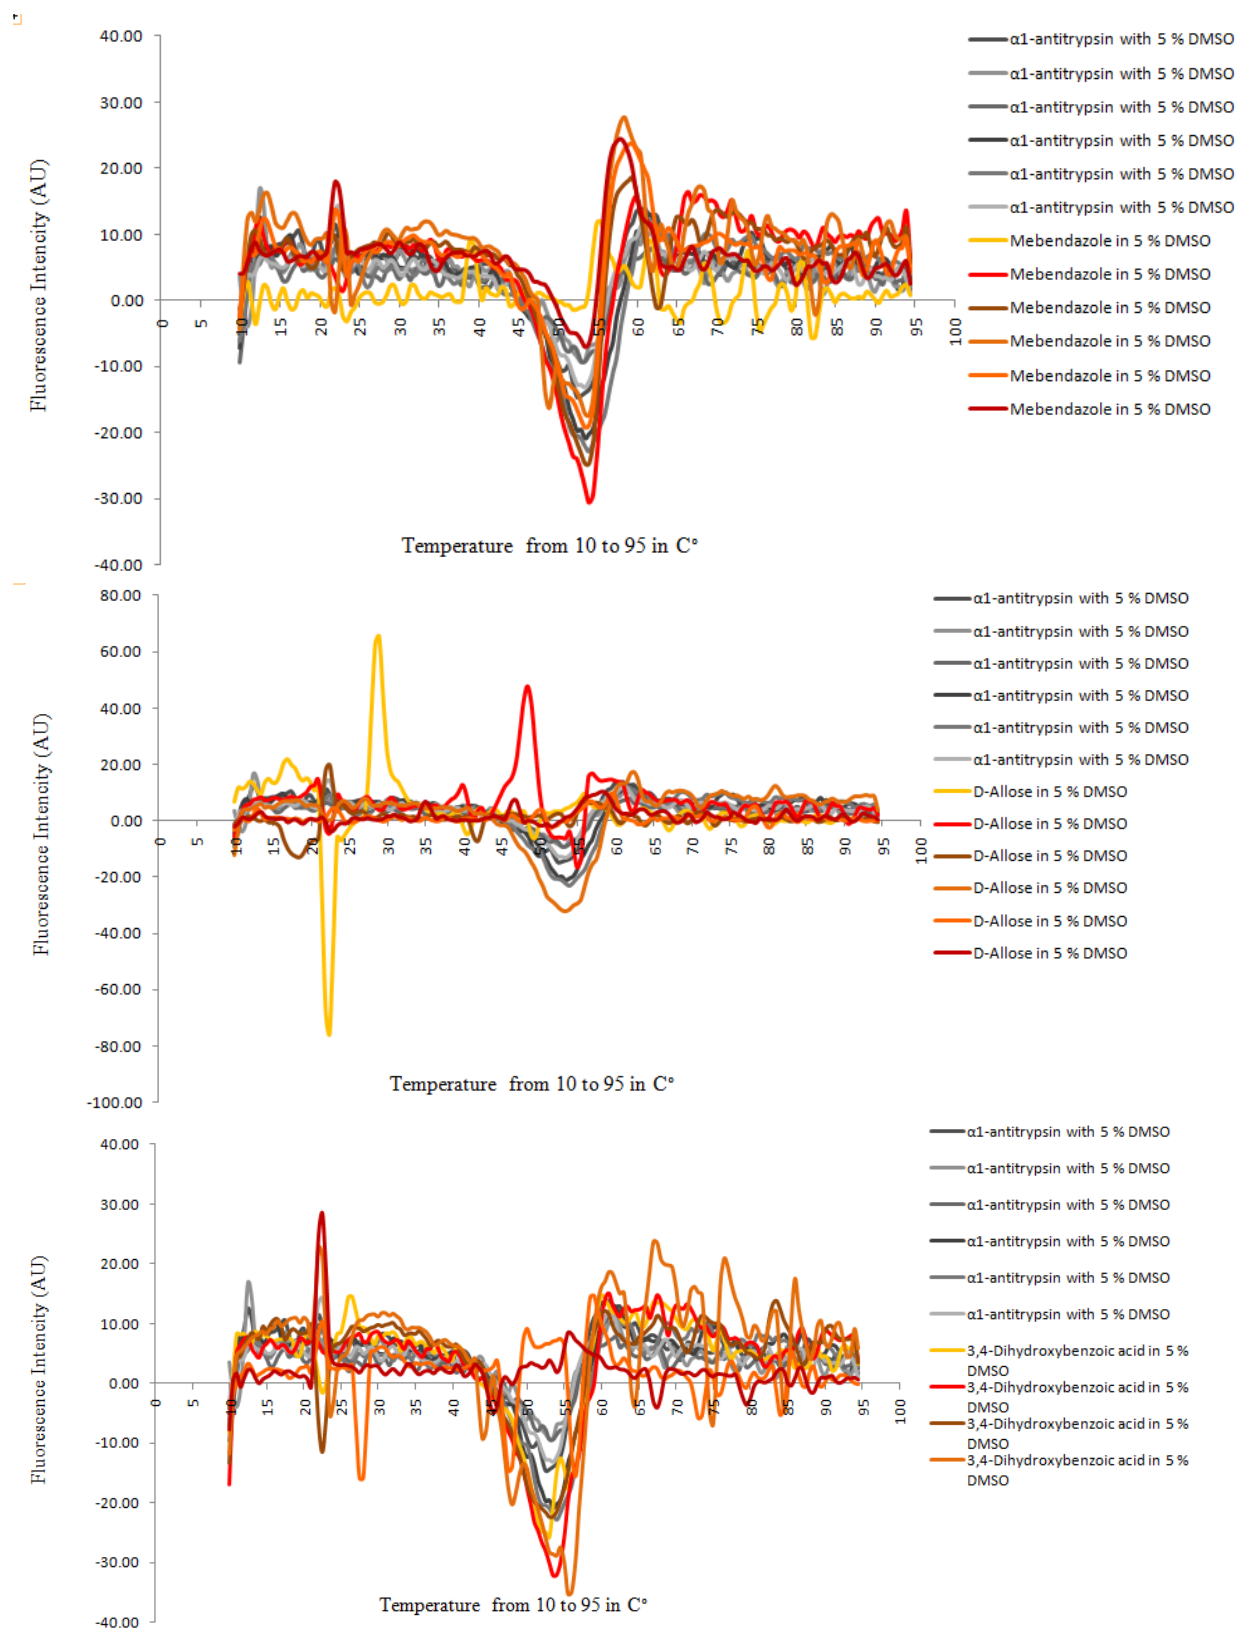 40.00
30.00
20.00
10.00
0.00
-10.00
-20.00
-30.00
-40.00
Fluorescence Intencity (AU)
0 5 10 15 20 25 30 35 40 45 50 55 60 65 70 75 80 85 90 95 100
Temperature from 10 to 95 in C°
α1-antitrypsin with 5 % DMSO
α1-antitrypsin with 5 % DMSO
α1-antitrypsin with 5 % DMSO
α1-antitrypsin with 5 % DMSO
α1-antitrypsin with 5 % DMSO
α1-antitrypsin with 5 % DMSO
Mebendazole in 5 % DMSO
Mebendazole in 5 % DMSO
Mebendazole in 5 % DMSO
Mebendazole in 5 % DMSO
Mebendazole in 5 % DMSO
Mebendazole in 5 % DMSO
80.00
60.00
40.00
20.00
0.00
-20.00
-40.00
-60.00
-80.00
-100.00
Fluorescence Intencity (AU)
0 5 10 15 20 25 30 35 40 45 50 55 60 65 70 75 80 85 90 95 100
Temperature from 10 to 95 in C°
α1-antitrypsin with 5 % DMSO
α1-antitrypsin with 5 % DMSO
α1-antitrypsin with 5 % DMSO
α1-antitrypsin with 5 % DMSO
α1-antitrypsin with 5 % DMSO
α1-antitrypsin with 5 % DMSO
D-Allose in 5 % DMSO
D-Allose in 5 % DMSO
D-Allose in 5 % DMSO
D-Allose in 5 % DMSO
D-Allose in 5 % DMSO
D-Allose in 5 % DMSO
40.00
30.00
20.00
10.00
0.00
-10.00
-20.00
-30.00
-40.00
Fluorescence Intencity (AU)
0 5 10 15 20 25 30 35 40 45 50 55 60 65 70 75 80 85 90 95 100
Temperature from 10 to 95 in C°
α1-antitrypsin with 5 % DMSO
α1-antitrypsin with 5 % DMSO
α1-antitrypsin with 5 % DMSO
α1-antitrypsin with 5 % DMSO
α1-antitrypsin with 5 % DMSO
α1-antitrypsin with 5 % DMSO
3,4-Dihydroxybenzoic acid in 5 %
DMSO
3,4-Dihydroxybenzoic acid in 5 %
DMSO
3,4-Dihydroxybenzoic acid in 5 %
DMSO
3,4-Dihydroxybenzoic acid in 5 %
DMSO